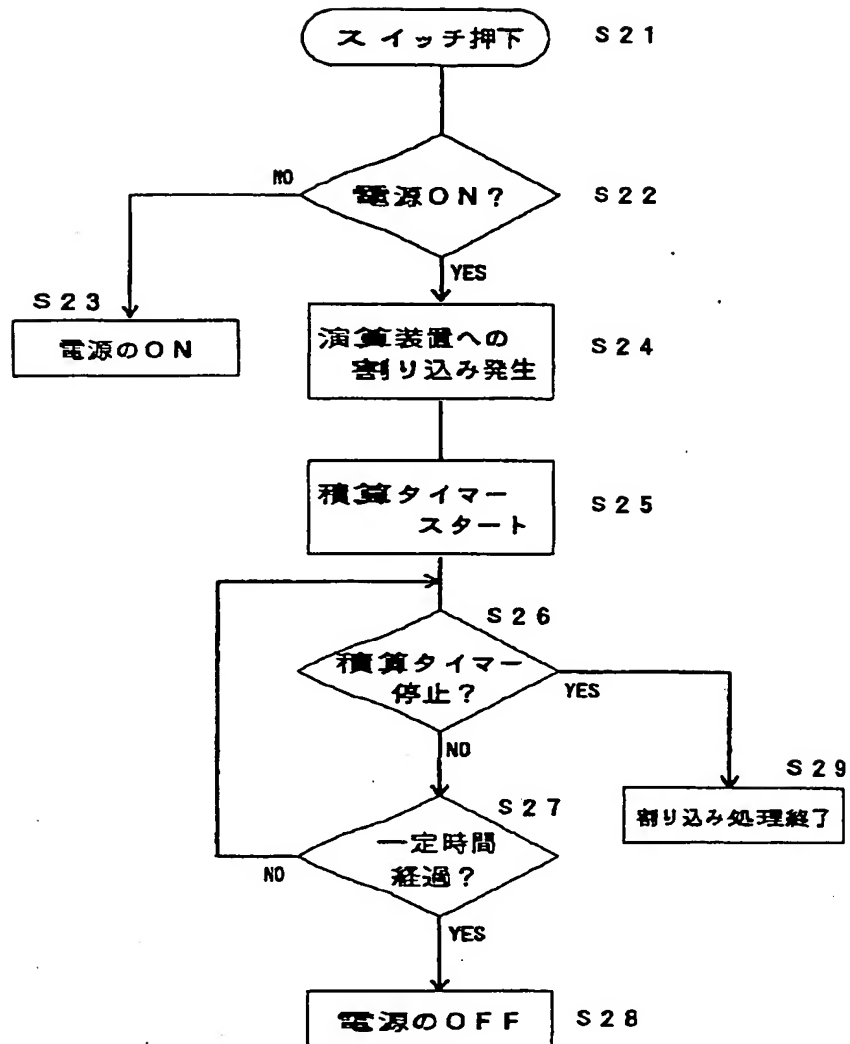 スイッチ押下
S21
電源ON?
S22
NO
YES
S23
電源のON
演算装置への
割り込み発生
S24
積算タイマー
スタート
S25
S26
積算タイマー
停止?
YES
NO
S29
割り込み処理終了
S27
一定時間
経過?
NO
YES
電源のOFF
S28